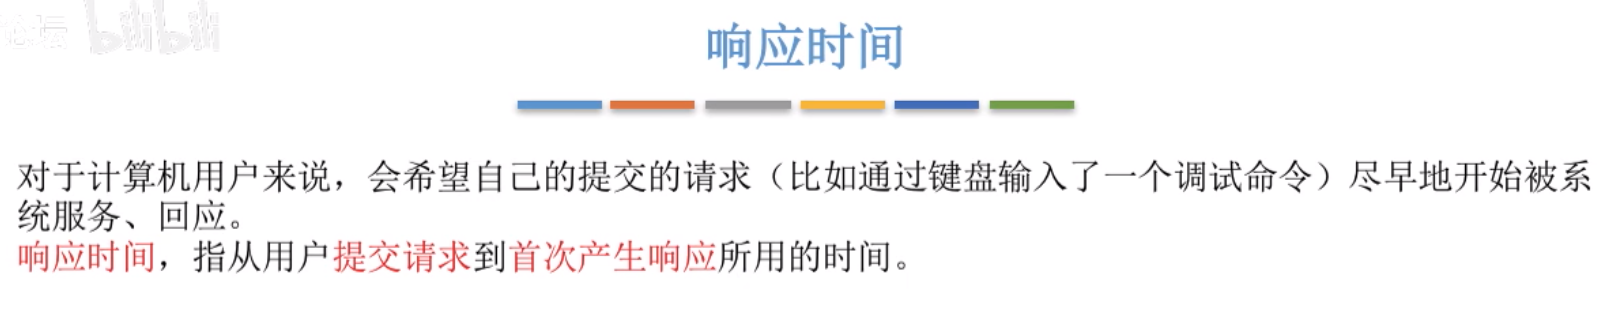 论坛 bilibili
响应时间
对于计算机用户来说，会希望自己的提交的请求（比如通过键盘输入了一个调试命令）尽早地开始被系
统服务、回应。
响应时间，指从用户提交请求到首次产生响应所用的时间。